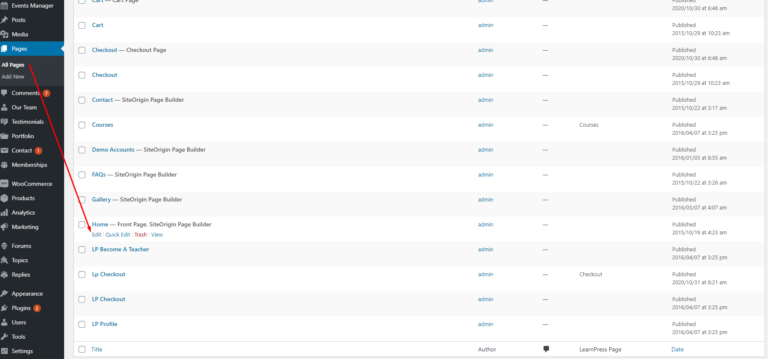 Events Manager
Posts
Media
Pages
All Pages
Add New
Comments 7
Our Team
Testimonials
Portfolio
Contact 1
Memberships
WooCommerce
Products
Analytics
Marketing
Forums
Topics
Replies
Appearance
Plugins 3
Users
Tools
Settings
Cart — Cart Page admin — Published
2020/10/30 at 6:48 am
Cart admin — Published
2015/10/29 at 10:23 am
Checkout — Checkout Page admin — Published
2020/10/30 at 6:48 am
Checkout admin — Published
2015/10/29 at 10:23 am
Contact — SiteOrigin Page Builder admin — Published
2015/10/22 at 3:17 am
Courses admin — Courses Published
2016/04/07 at 3:25 pm
Demo Accounts — SiteOrigin Page Builder admin — Published
2016/01/03 at 8:55 am
FAQs — SiteOrigin Page Builder admin — Published
2015/10/22 at 3:26 am
Gallery — SiteOrigin Page Builder admin — Published
2016/03/07 at 4:07 am
Home — Front Page, SiteOrigin Page Builder admin — Published
Edit | Quick Edit | Trash | View 2015/10/19 at 4:23 am
LP Become A Teacher admin — Published
2016/04/07 at 3:25 pm
Lp Checkout admin — Checkout Published
2020/10/31 at 8:21 am
LP Checkout admin — Published
2016/04/07 at 3:25 pm
LP Profile admin — Published
2016/04/07 at 3:25 pm
Title Author LearnPress Page Date